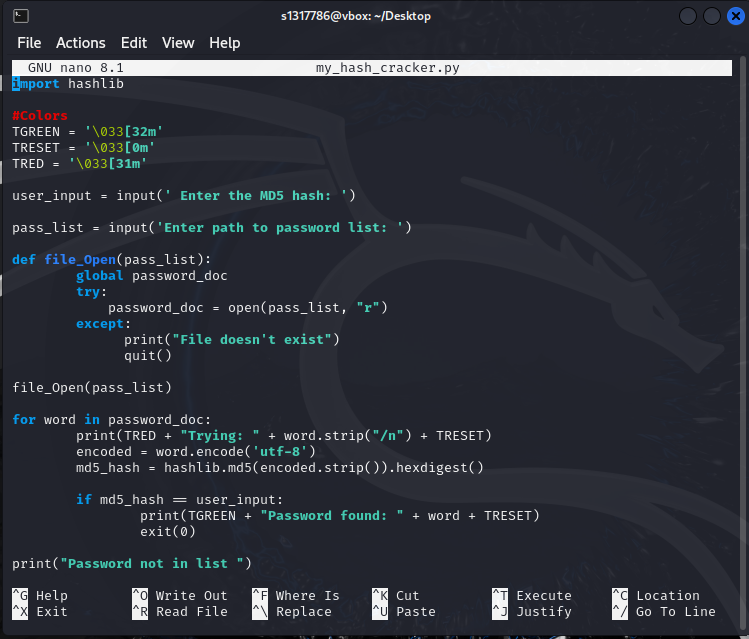 s1317786@vbox: ~/Desktop
File Actions Edit View Help
GNU nano 8.1 my_hash_cracker.py
import hashlib
#Colors
TGREEN = '\033[32m'
TRESET = '\033[0m'
TRED = '\033[31m'
user_input = input(' Enter the MD5 hash: ')
pass_list = input('Enter path to password list: ')
def file_Open(pass_list):
        global password_doc
        try:
            password_doc = open(pass_list, "r")
        except:
              print("File doesn't exist")
              quit()
file_Open(pass_list)
for word in password_doc:
        print(TRED + "Trying: " + word.strip("/n") + TRESET)
        encoded = word.encode('utf-8')
        md5_hash = hashlib.md5(encoded.strip()).hexdigest()
        if md5_hash == user_input:
                print(TGREEN + "Password found: " + word + TRESET)
                exit(0)
print("Password not in list ")
^G Help ^O Write Out ^F Where Is ^K Cut ^T Execute ^C Location
^X Exit ^R Read File ^\ Replace ^U Paste ^J Justify ^/ Go To Line